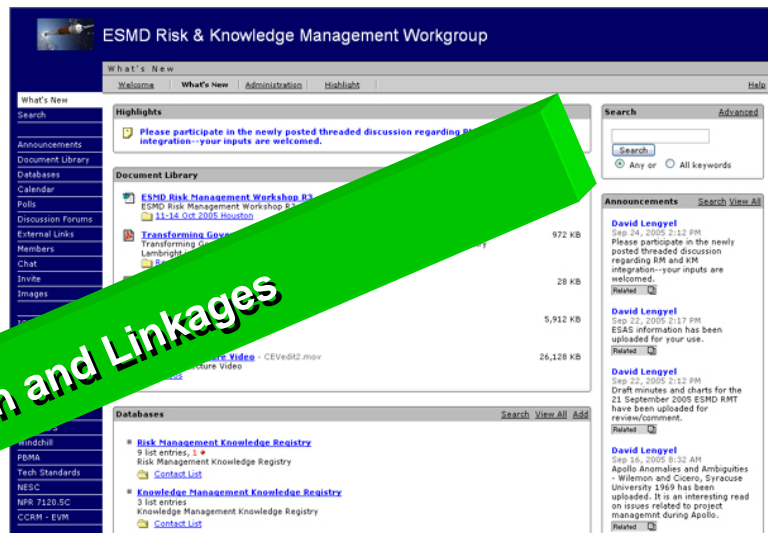 ESMD Risk & Knowledge Management Workgroup
What's New
Welcome What's New Administration Highlight Help
What's New
Search
Announcements
Document Library
Databases
Calendar
Polls
Discussion Forums
External Links
Members
Chat
Invite
Images
Windchill
PBMA
Tech Standards
NESC
NPR 7120.5C
CCRM - EVM
Highlights
Please participate in the newly posted threaded discussion regarding
integration--your inputs are welcomed.
Document Library
ESMD Risk Management Workshop R3
ESMD Risk Management Workshop R3
11-14 Oct 2005 Houston
Transforming
972 KB
Transforming
Lambright
28 KB
5,912 KB
Video - CEVedit2.mov
26,128 KB
Video
and Linkages
Databases Search View All Add
Risk Management Knowledge Registry
9 list entries, 1
Risk Management Knowledge Registry
Contact List
Knowledge Management Knowledge Registry
3 list entries
Knowledge Management Knowledge Registry
Contact List
Search Advanced
Search
Any or All keywords
Announcements Search View All
David Lengyel
Sep 24, 2005 2:12 PM
Please participate in the newly
posted threaded discussion
regarding RM and KM
integration--your inputs are
welcomed.
Related
David Lengyel
Sep 22, 2005 2:17 PM
ESAS information has been
uploaded for your use.
Related
David Lengyel
Sep 22, 2005 2:12 PM
Draft minutes and charts for the
21 September 2005 ESMD RMT
have been uploaded for
review/comment.
Related
David Lengyel
Sep 16, 2005 8:32 AM
Apollo Anomalies and Ambiguities
- Wilemon and Cicero, Syracuse
University 1969 has been
uploaded. It is an interesting read
on issues related to project
managemnt during Apollo.
Related